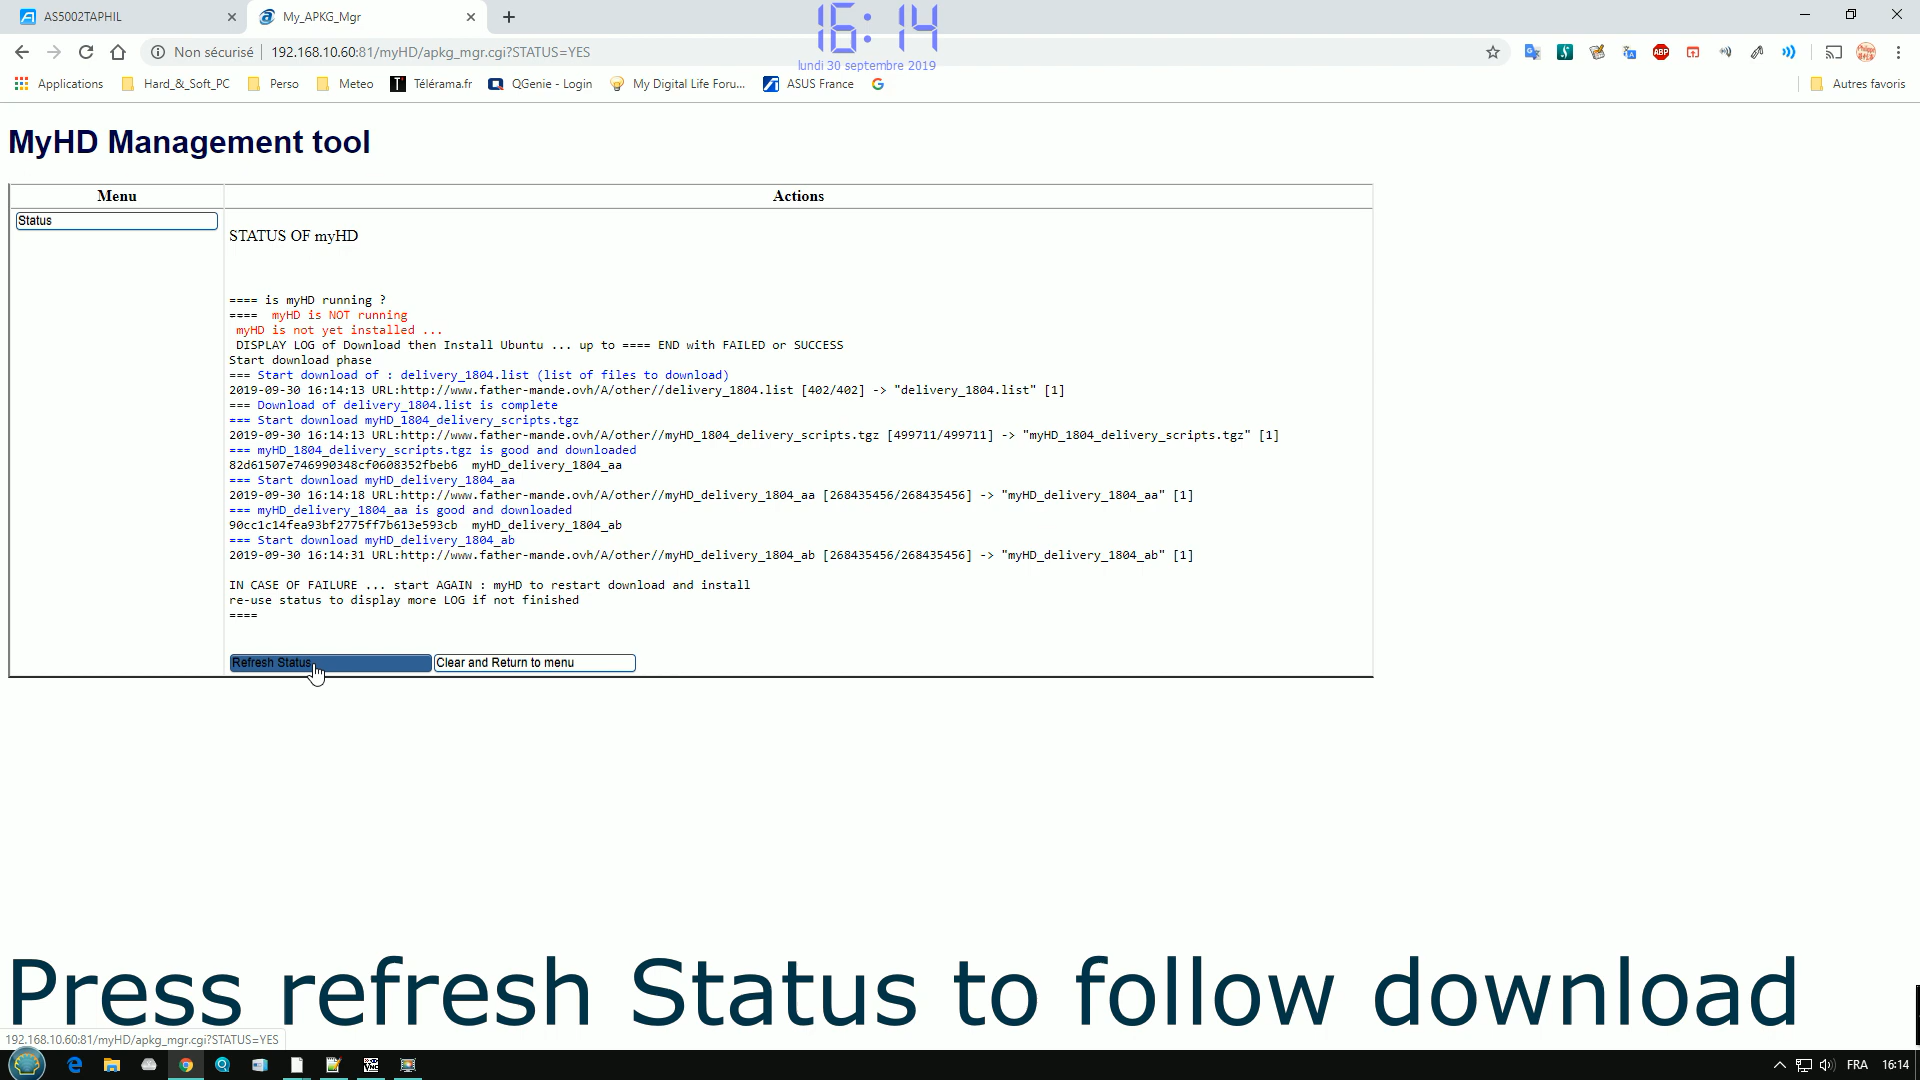 AS5002TAPHIL
My_APKG_Mgr
16:14
lundi 30 septembre 2019
Non sécurisé
192.168.10.60:81/myHD/apkg_mgr.cgi?STATUS=YES
Applications
Hard_&_Soft_PC
Perso
Meteo
Télérama.fr
QGenie - Login
My Digital Life Foru...
ASUS France
Autres favoris
MyHD Management tool
Menu
Actions
Status
STATUS OF myHD
==== is myHD running ?
==== myHD is NOT running
myHD is not yet installed ...
DISPLAY LOG of Download then Install Ubuntu ... up to ==== END with FAILED or SUCCESS
Start download phase
=== Start download of : delivery_1804.list (list of files to download)
2019-09-30 16:14:13 URL:http://www.father-mande.ovh/A/other//delivery_1804.list [402/402] -> "delivery_1804.list" [1]
=== Download of delivery_1804.list is complete
=== Start download myHD_1804_delivery_scripts.tgz
2019-09-30 16:14:13 URL:http://www.father-mande.ovh/A/other//myHD_1804_delivery_scripts.tgz [499711/499711] -> "myHD_1804_delivery_scripts.tgz" [1]
=== myHD_1804_delivery_scripts.tgz is good and downloaded
82d61507e746990348cf0608352fbeb6 myHD_delivery_1804_aa
=== Start download myHD_delivery_1804_aa
2019-09-30 16:14:18 URL:http://www.father-mande.ovh/A/other//myHD_delivery_1804_aa [268435456/268435456] -> "myHD_delivery_1804_aa" [1]
=== myHD_delivery_1804_aa is good and downloaded
90cc1c14fea93bf2775ff7b613e593cb myHD_delivery_1804_ab
=== Start download myHD_delivery_1804_ab
2019-09-30 16:14:31 URL:http://www.father-mande.ovh/A/other//myHD_delivery_1804_ab [268435456/268435456] -> "myHD_delivery_1804_ab" [1]
IN CASE OF FAILURE ... start AGAIN : myHD to restart download and install
re-use status to display more LOG if not finished
====
Refresh Status
Clear and Return to menu
Press refresh Status to follow download
192.168.10.60:81/myHD/apkg_mgr.cgi?STATUS=YES
FRA
16:14